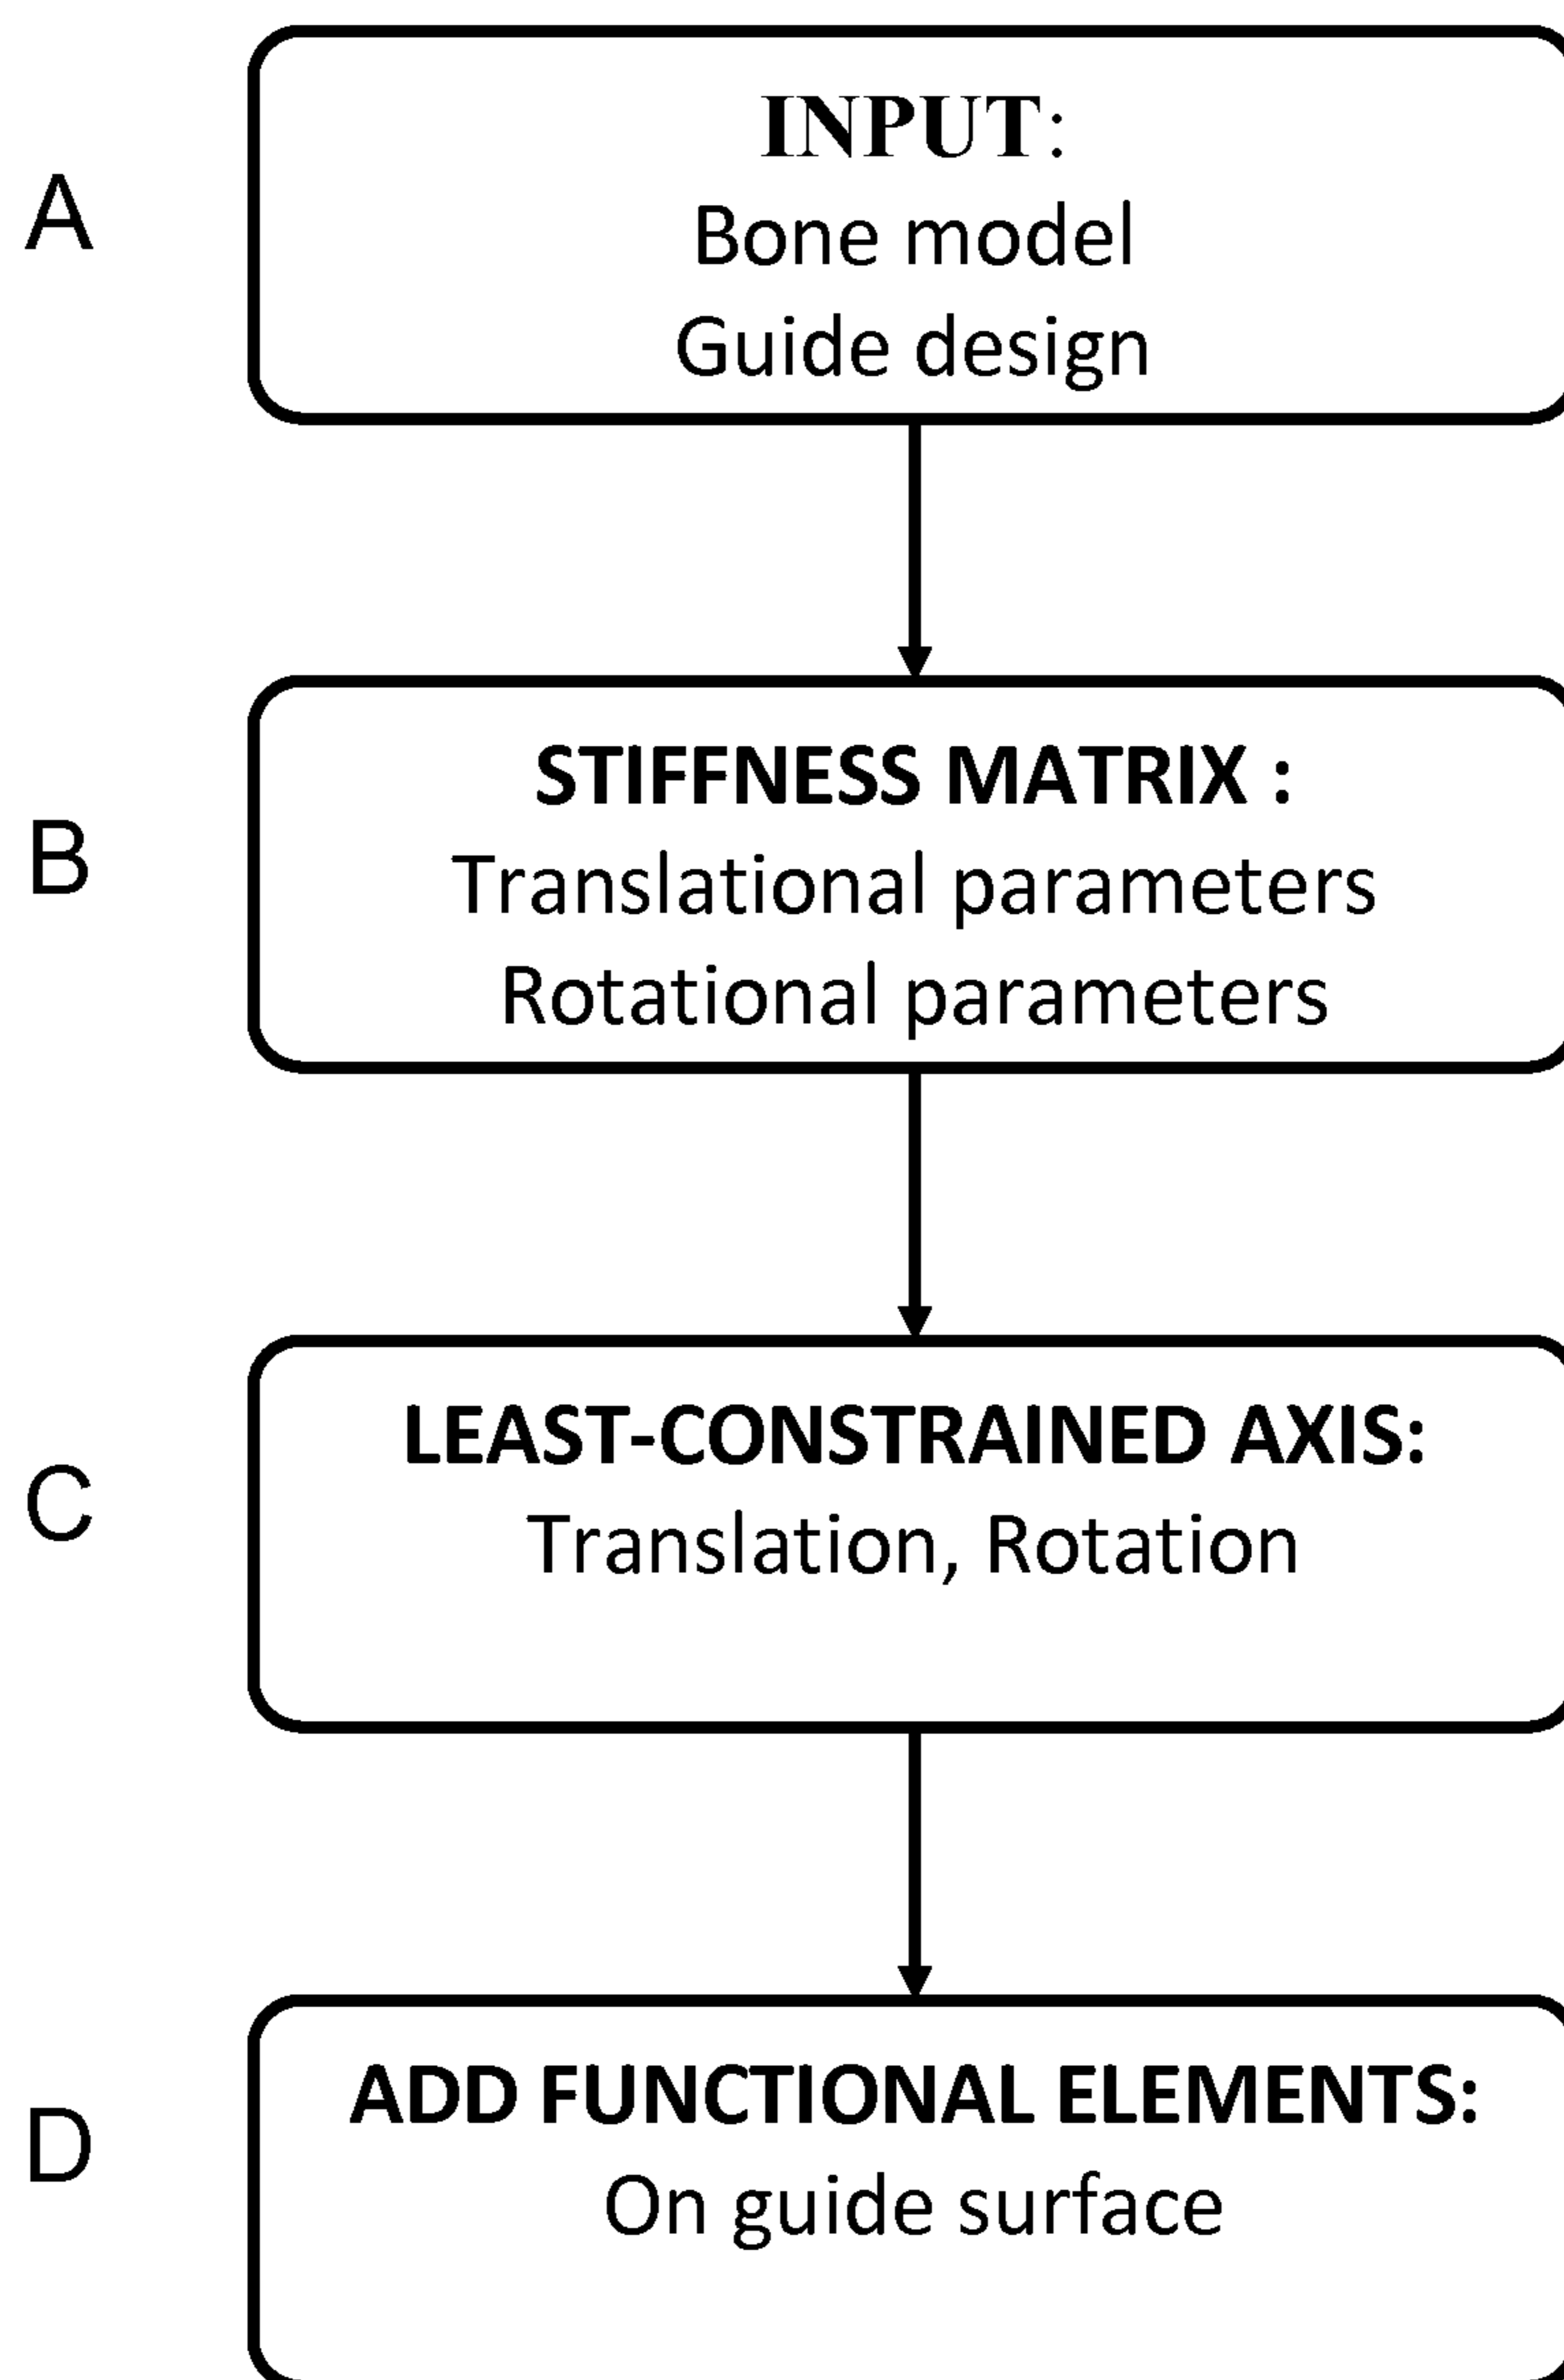 A
INPUT:
Bone model
Guide design
B
STIFFNESS MATRIX :
Translational parameters
Rotational parameters
C
LEAST-CONSTRAINED AXIS:
Translation, Rotation
D
ADD FUNCTIONAL ELEMENTS:
On guide surface